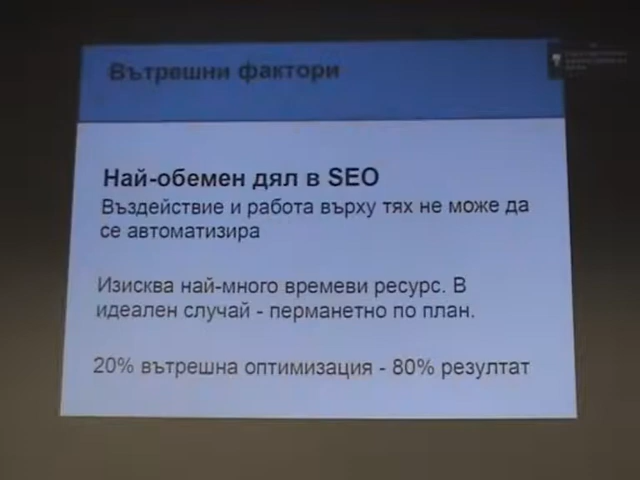 Вътрешни фактори
Най-обемен дял в SEO
Въздействие и работа върху тях не може да
се автоматизира
Изисква най-много времеви ресурс. В
идеален случай - перманетно по план.
20% вътрешна оптимизация - 80% резултат